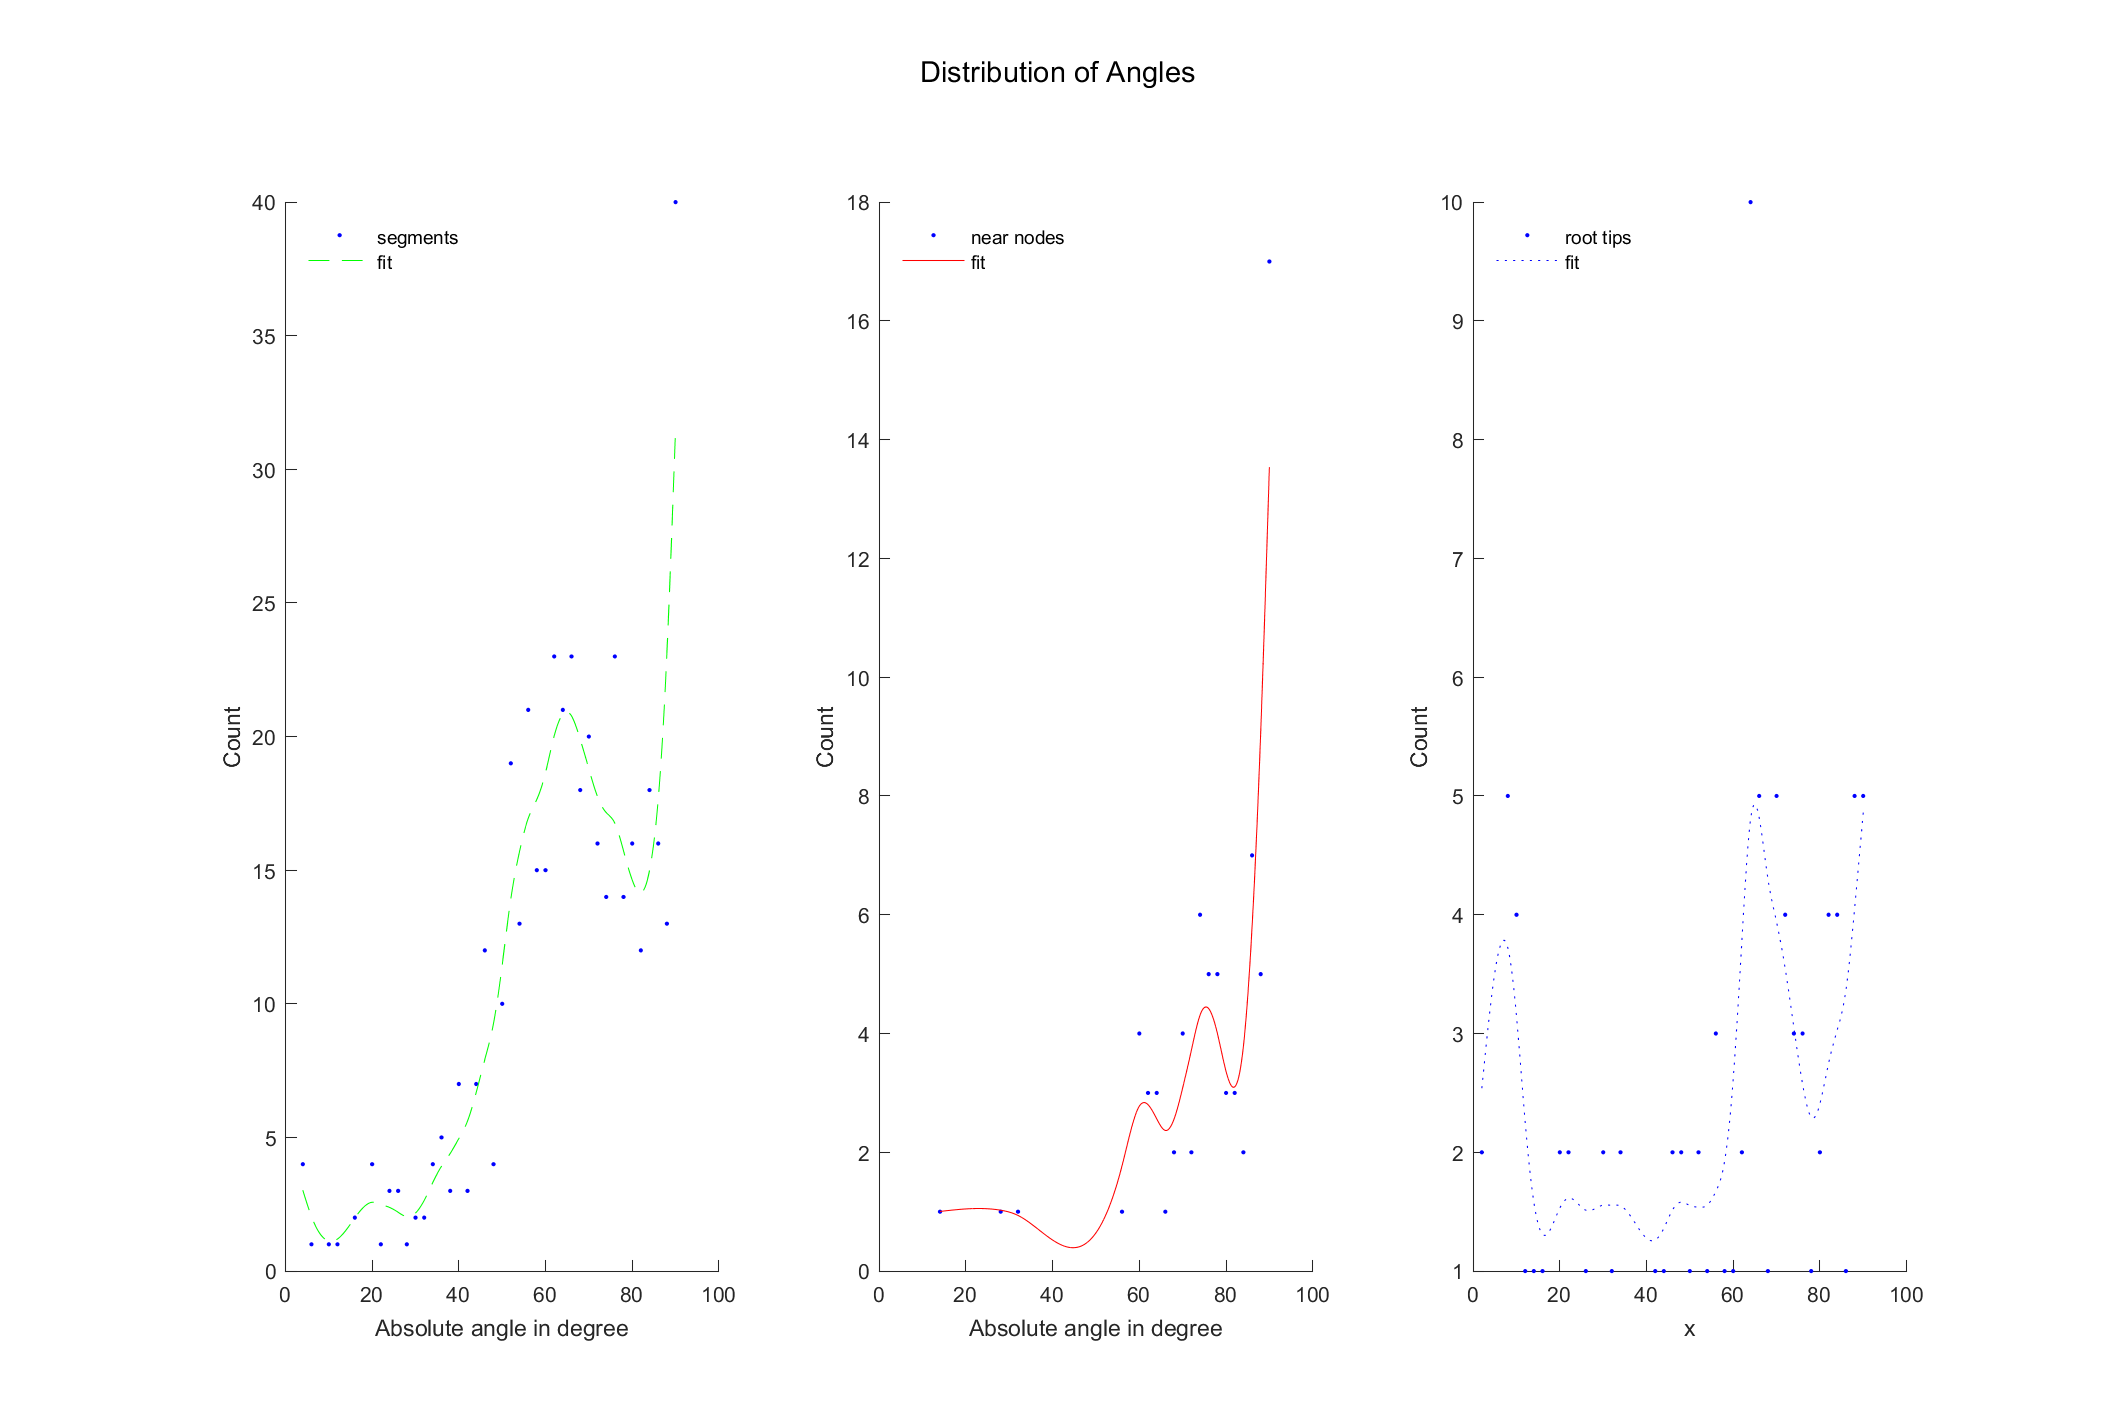 Distribution of Angles
40
35
30
25
20
15
10
5
0
0 20 40 60 80 100
Count
Absolute angle in degree
segments
fit
18
16
14
12
10
8
6
4
2
0
0 20 40 60 80 100
Count
Absolute angle in degree
near nodes
fit
10
9
8
7
6
5
4
3
2
1
0 20 40 60 80 100
Count
x
root tips
fit